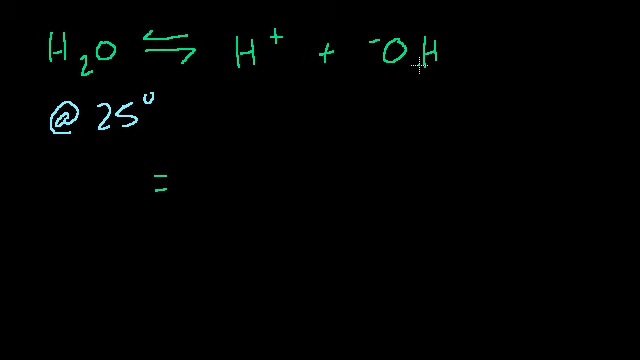 H₂O ⇌ H⁺ + ⁻OH
@ 25°
=